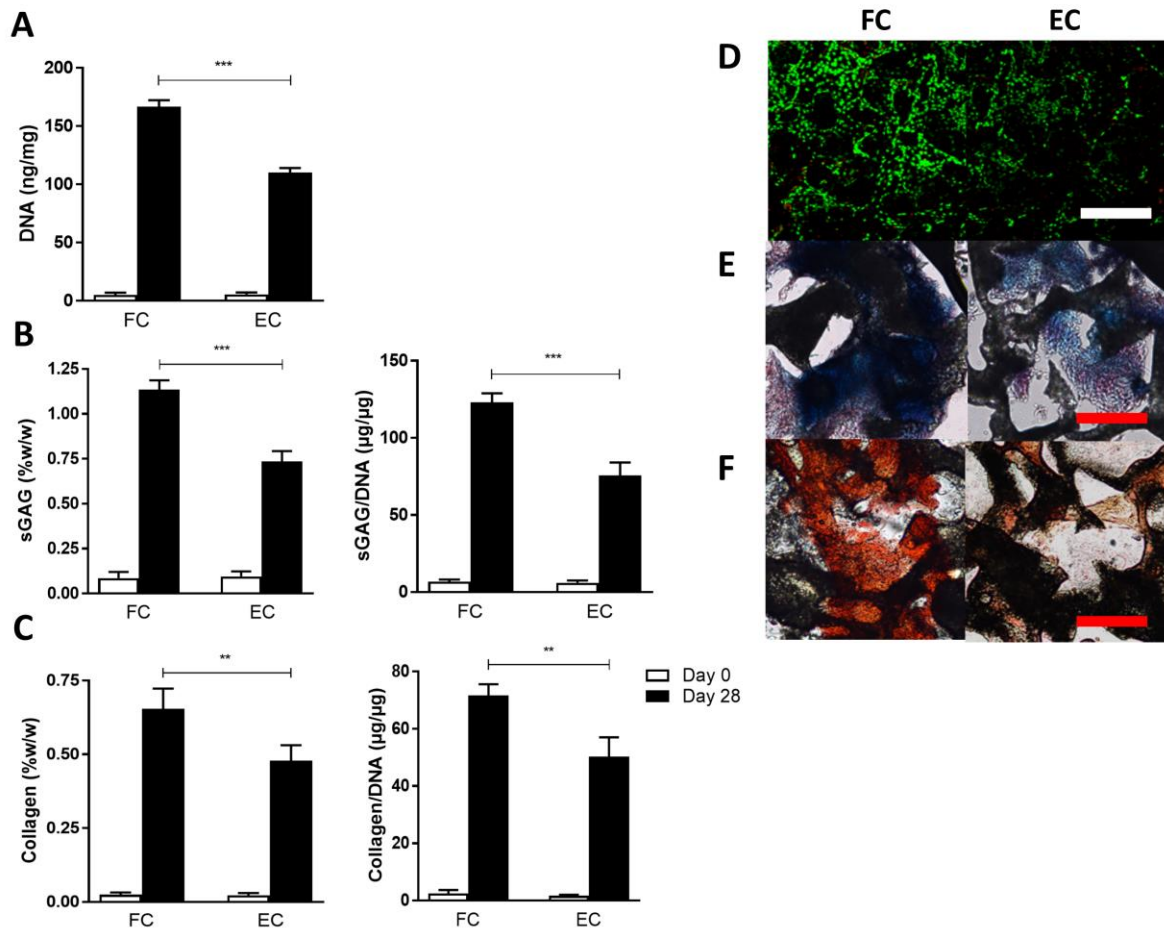 A
DNA (ng/mg)
200
150
100
50
0
***
FC EC
B
sGAG (%w/w)
1.25
1.00
0.75
0.50
0.25
0.00
***
FC EC
sGAG/DNA (µg/µg)
150
100
50
0
***
FC EC
C
Collagen (%w/w)
0.75
0.50
0.25
0.00
**
FC EC
Collagen/DNA (µg/µg)
80
60
40
20
0
**
FC EC
Day 0
Day 28
FC EC
D
E
F